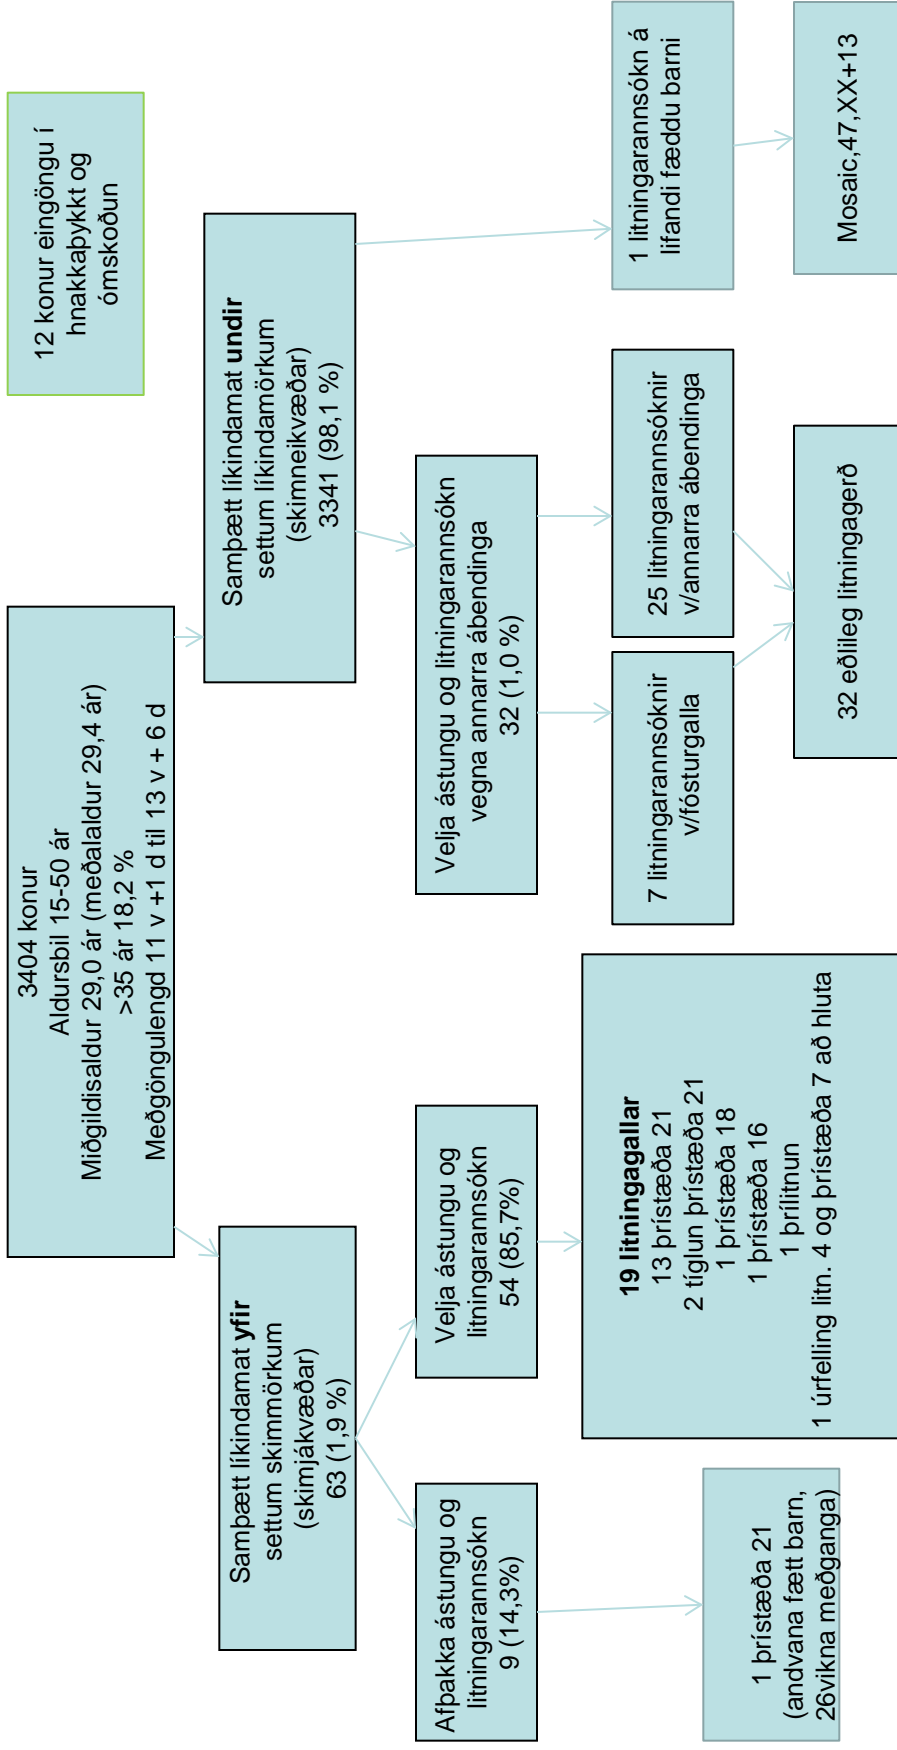 3404 konur
Aldursbil 15-50 ár
Miðgildisaldur 29,0 ár (meðalaldur 29,4 ár)
>35 ár 18,2 %
Meðgöngulengd 11 v +1 d til 13 v + 6 d
12 konur eingöngu í
hnakkaþykkt og
ómskoðun
Samþætt líkindamat yfir
settum skimmörkum
(skimjákvæðar)
63 (1,9 %)
Samþætt líkindamat undir
settum líkindamörkum
(skimneikvæðar)
3341 (98,1 %)
Afþakka ástungu og
litningarannsókn
9 (14,3%)
Velja ástungu og
litningarannsókn
54 (85,7%)
Velja ástungu og litningarannsókn
vegna annarra ábendinga
32 (1,0 %)
1 þrístæða 21
(andvana fætt barn,
26vikna meðganga)
19 litningagallar
13 þrístæða 21
2 tíglun þrístæða 21
1 þrístæða 18
1 þrístæða 16
1 þrílitnun
1 úrfelling litn. 4 og þrístæða 7 að hluta
7 litningarannsóknir
v/fósturgalla
25 litningarannsóknir
v/annarra ábendinga
1 litningarannsókn á
lifandi fæddu barni
32 eðlileg litningagerð
Mosaic,47,XX+13